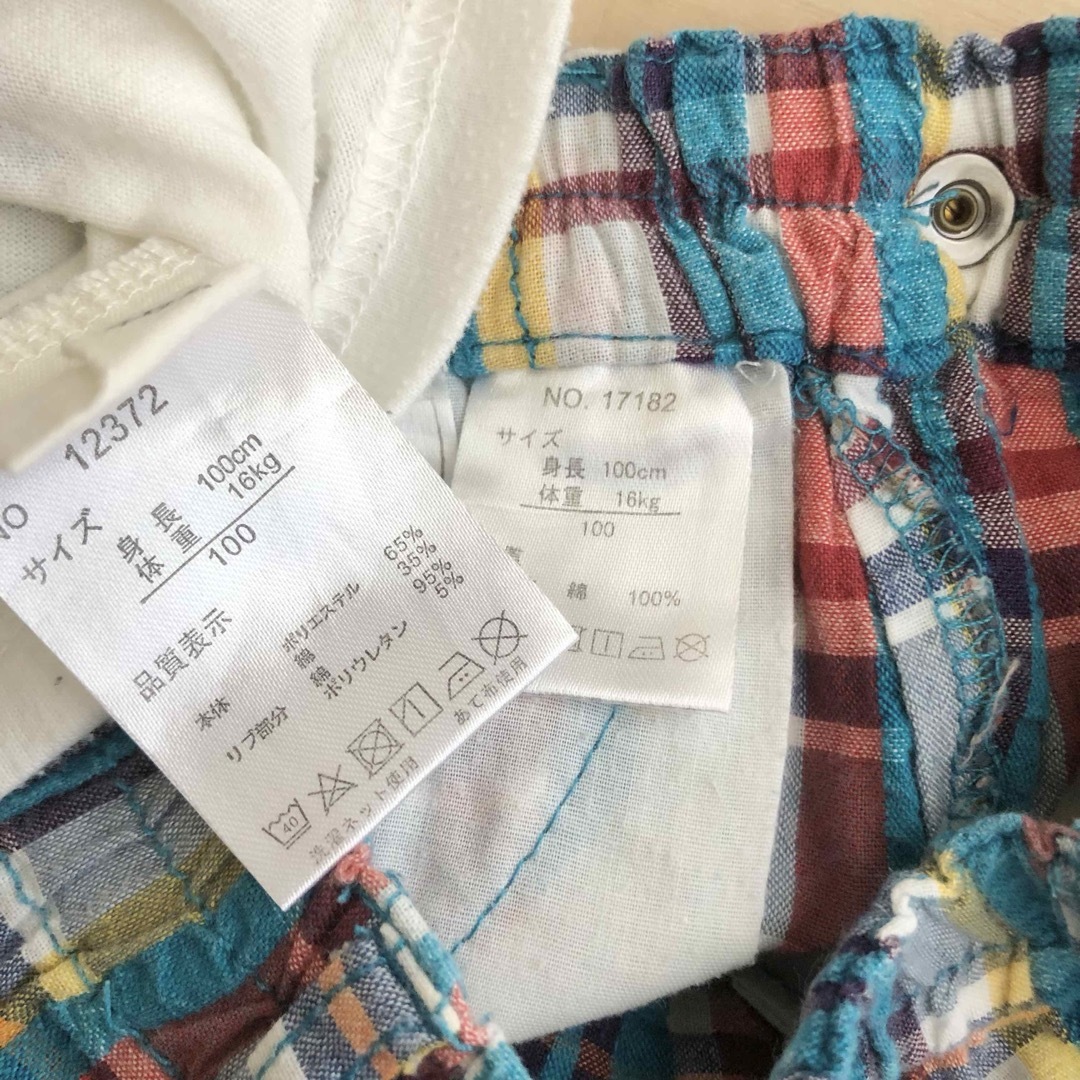 NO 12372
サイズ
身長 100cm
体重 16kg
100
品質表示
本体 ポリエステル 65%
綿 35%
リブ部分 綿 95%
ポリウレタン 5%
40
洗濯ネット使用
あて布使用
NO. 17182
サイズ
身長 100cm
体重 16kg
100
綿 100%